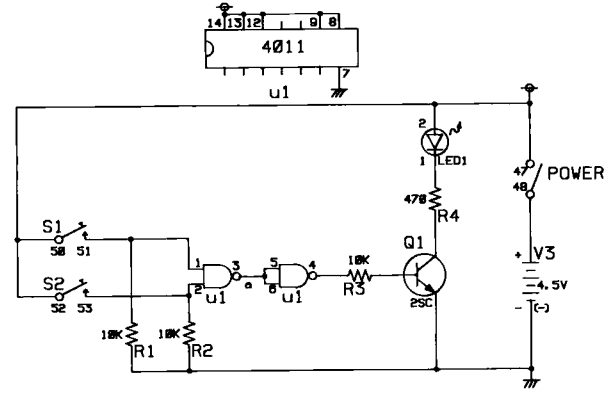 14 13 12 9 8
4011
7
u1
2
1 LED1
470
R4
47
48
POWER
S1
50 51
S2
52 53
1
2
3
u1
a
5
6
4
u1
10K
R3
Q1
2SC
+ V3
4.5V
- (-)
10K
R1
10K
R2